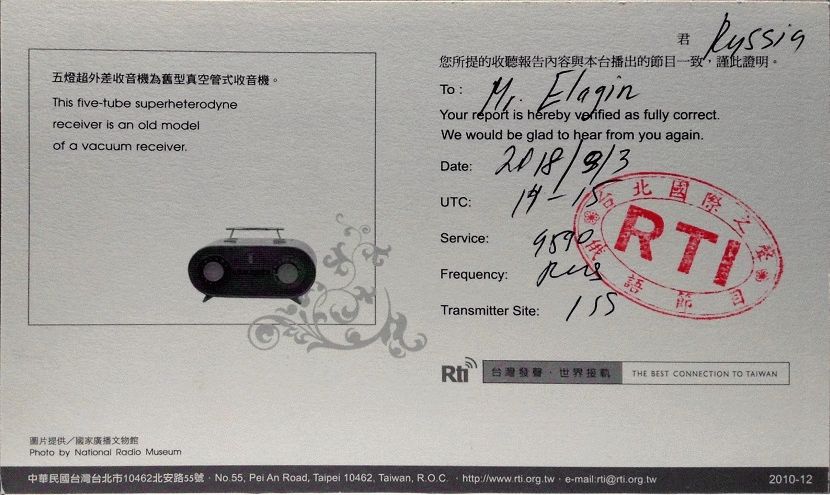 五燈超外差收音機為舊型真空管式收音機。
This five-tube superheterodyne
receiver is an old model
of a vacuum receiver.
君 Ryssia
您所提的收聽報告內容與本台播出的節目一致，謹此證明。
To : Mr. Elagin
Your report is hereby verified as fully correct.
We would be glad to hear from you again.
Date: 2018/9/3
UTC: 14-15
Service: 9590
Frequency: Rus
Transmitter Site: 155
台北國際之聲
RTI
俄語節目
Rti 台灣發聲．世界接軌 THE BEST CONNECTION TO TAIWAN
圖片提供／國家廣播文物館
Photo by National Radio Museum
中華民國台灣台北市10462北安路55號．No.55, Pei An Road, Taipei 10462, Taiwan, R.O.C.．http://www.rti.org.tw．e-mail:rti@rti.org.tw 2010-12